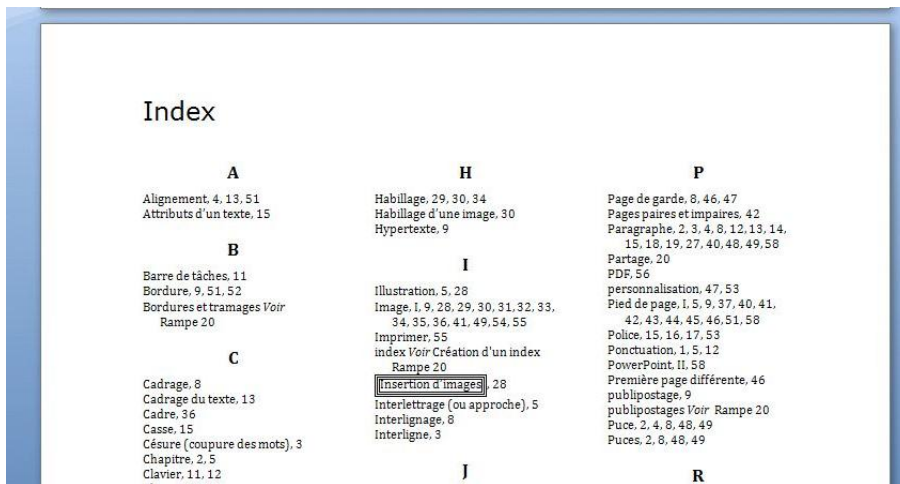 Index
A
Alignement, 4, 13, 51
Attributs d'un texte, 15
B
Barre de tâches, 11
Bordure, 9, 51, 52
Bordures et tramages Voir
Rampe 20
C
Cadrage, 8
Cadrage du texte, 13
Cadre, 36
Casse, 15
Césure (coupure des mots), 3
Chapitre, 2, 5
Clavier, 11, 12
H
Habillage, 29, 30, 34
Habillage d'une image, 30
Hypertexte, 9
I
Illustration, 5, 28
Image, I, 9, 28, 29, 30, 31, 32, 33,
34, 35, 36, 41, 49, 54, 55
Imprimer, 55
index Voir Création d'un index
Rampe 20
Insertion d'images, 28
Interlettrage (ou approche), 5
Interlignage, 8
Interligne, 3
J
P
Page de garde, 8, 46, 47
Pages paires et impaires, 42
Paragraphe, 2, 3, 4, 8, 12, 13, 14,
15, 18, 19, 27, 40, 48, 49, 58
Partage, 20
PDF, 56
personnalisation, 47, 53
Pied de page, I, 5, 9, 37, 40, 41,
42, 43, 44, 45, 46, 51, 58
Police, 15, 16, 17, 53
Ponctuation, 1, 5, 12
PowerPoint, II, 58
Première page différente, 46
publipostage, 9
publipostages Voir Rampe 20
Puce, 2, 4, 8, 48, 49
Puces, 2, 8, 48, 49
R